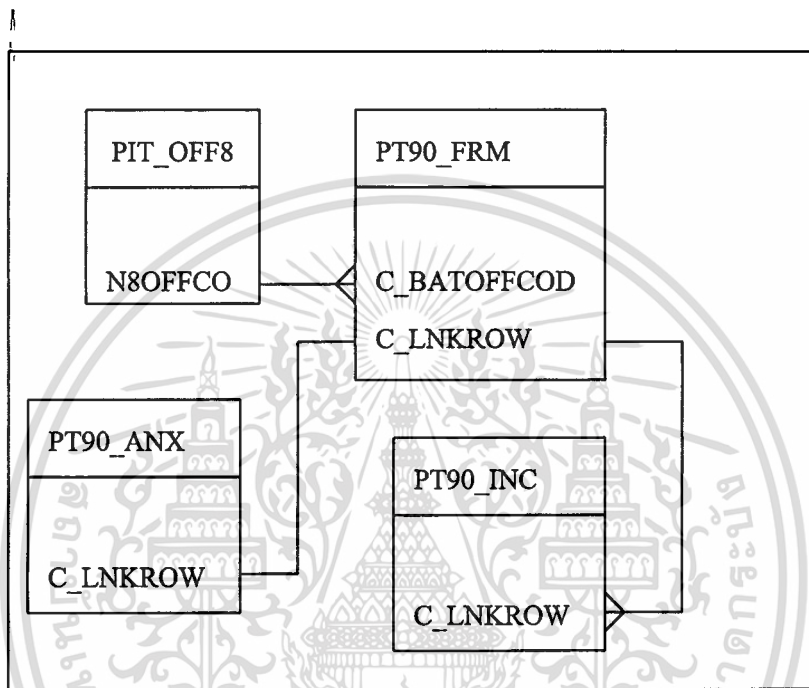 PIT_OFF8
N8OFFCO
PT90_FRM
C_BATOFFCOD
C_LNKROW
PT90_ANX
C_LNKROW
PT90_INC
C_LNKROW